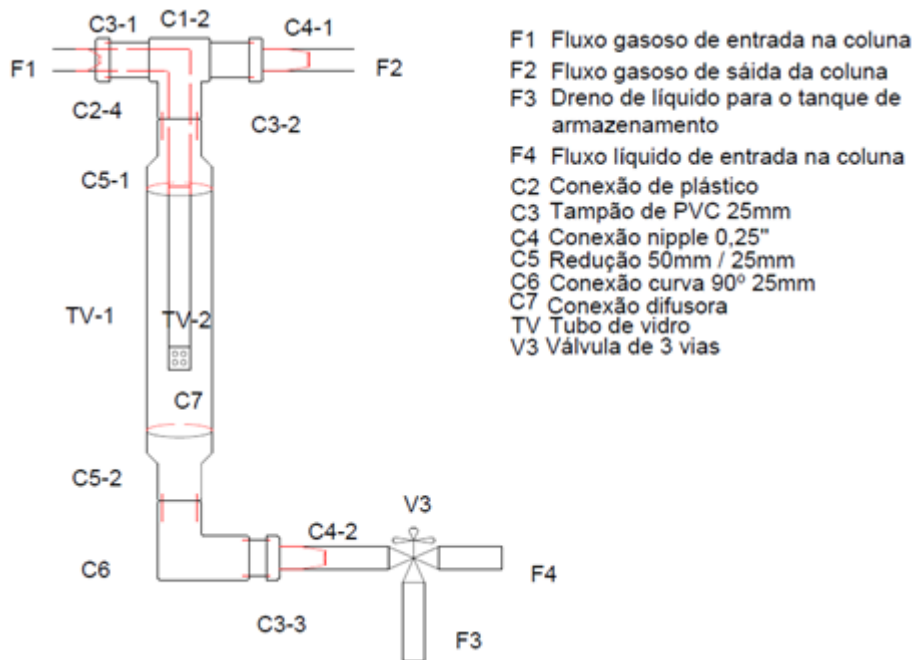 C3-1
C1-2
C4-1
F1
F2
C2-4
C3-2
C5-1
TV-1
TV-2
C7
C5-2
V3
C4-2
C6
F4
C3-3
F3
F1 Fluxo gasoso de entrada na coluna
F2 Fluxo gasoso de sáida da coluna
F3 Dreno de líquido para o tanque de
armazenamento
F4 Fluxo líquido de entrada na coluna
C2 Conexão de plástico
C3 Tampão de PVC 25mm
C4 Conexão nipple 0,25"
C5 Redução 50mm / 25mm
C6 Conexão curva 90º 25mm
C7 Conexão difusora
TV Tubo de vidro
V3 Válvula de 3 vias